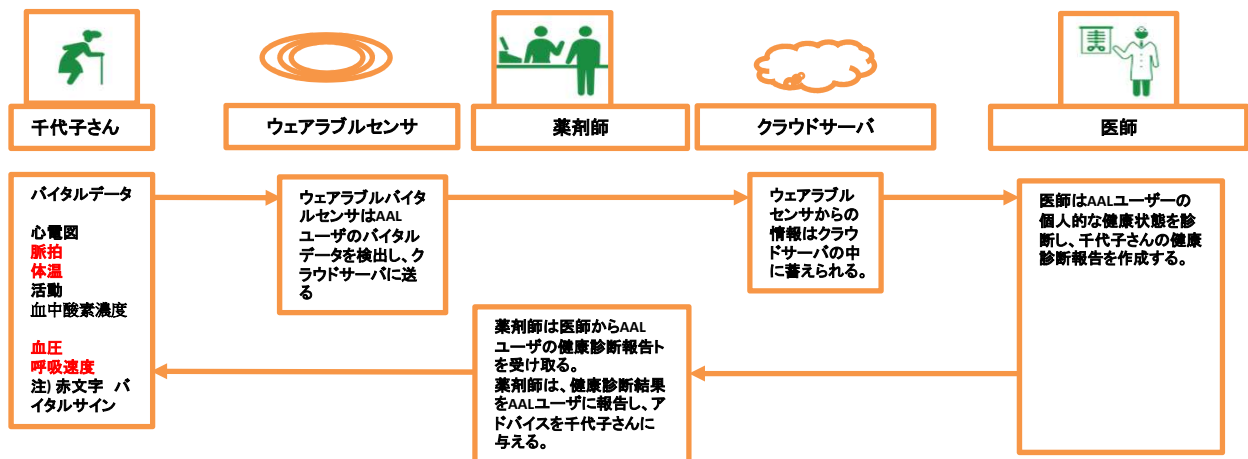 千代子さん
ウェアラブルセンサ
薬剤師
クラウドサーバ
医師
バイタルデータ
心電図
脈拍
体温
活動
血中酸素濃度
血圧
呼吸速度
注) 赤文字 バ
イタルサイン
ウェアラブルバイタ
ルセンサはAAL
ユーザのバイタル
データを検出し、ク
ラウドサーバに送
る
ウェアラブル
センサからの
情報はクラウ
ドサーバの中
に蓄えられる。
医師はAALユーザーの
個人的な健康状態を診
断し、千代子さんの健康
診断報告を作成する。
薬剤師は医師からAAL
ユーザの健康診断報告ト
を受け取る。
薬剤師は、健康診断結果
をAALユーザに報告し、ア
ドバイスを千代子さんに
与える。